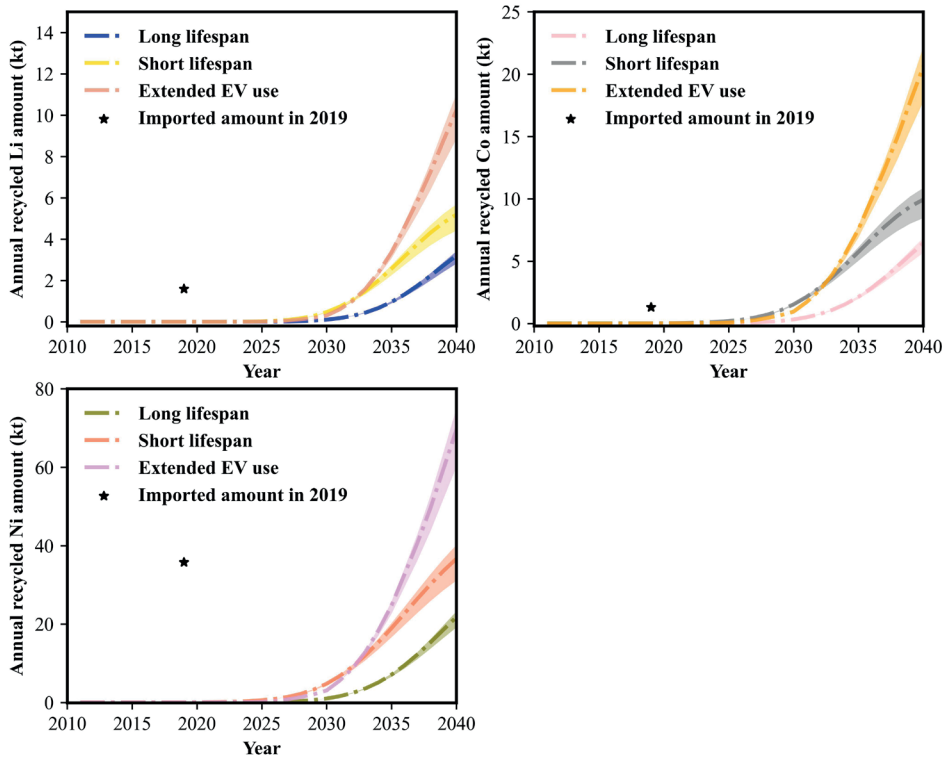 Annual recycled Li amount (kt)
14
12
10
8
6
4
2
0
Long lifespan
Short lifespan
Extended EV use
Imported amount in 2019
2010 2015 2020 2025 2030 2035 2040
Year
Annual recycled Co amount (kt)
25
20
15
10
5
0
Long lifespan
Short lifespan
Extended EV use
Imported amount in 2019
2010 2015 2020 2025 2030 2035 2040
Year
Annual recycled Ni amount (kt)
80
60
40
20
0
Long lifespan
Short lifespan
Extended EV use
Imported amount in 2019
2010 2015 2020 2025 2030 2035 2040
Year